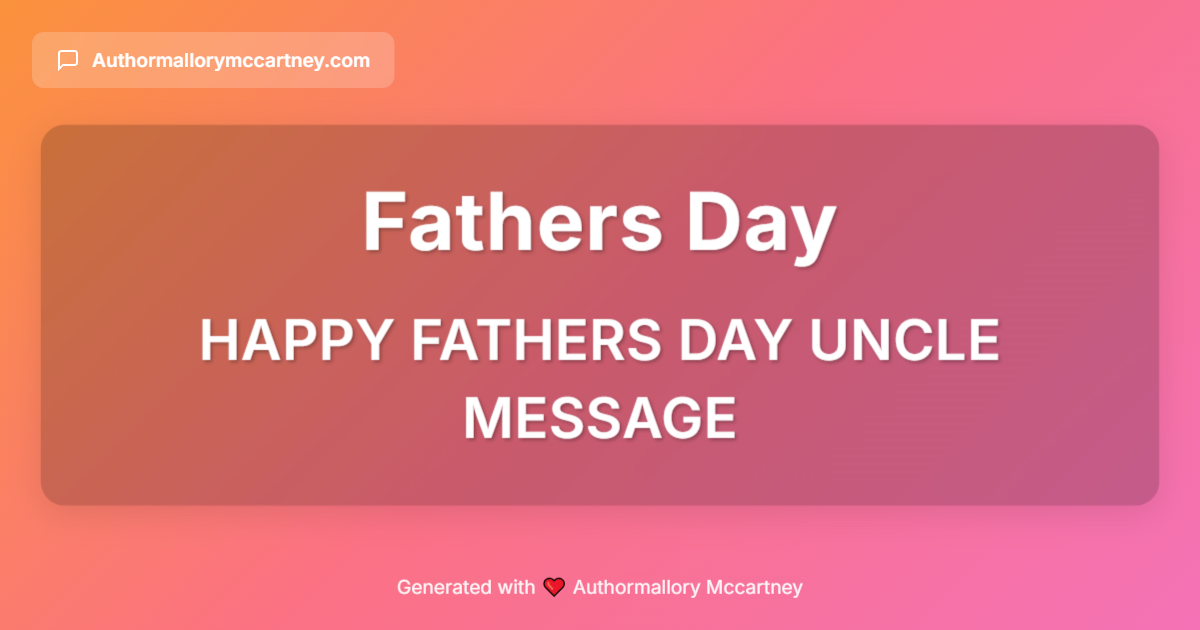 Authormallorymccartney.com
Fathers Day
HAPPY FATHERS DAY UNCLE
MESSAGE
Generated with ❤️ Authormallory Mccartney